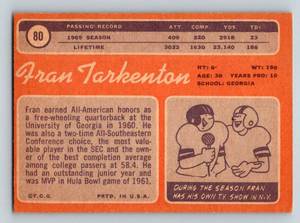 80
PASSING RECORD ATT. COMP. YDS. TD.
1969 SEASON 409 220 2918 23
LIFETIME 3032 1630 23,140 186
Fran Tarkenton
HT: 6' WT: 190
AGE: 30 YEARS PRO: 10
SCHOOL: GEORGIA
Fran earned All-American honors as
a free-wheeling quarterback at the
University of Georgia in 1960. He
was also a two-time All-Southeastern
Conference choice, the most valu-
able player in the SEC and the own-
er of the best completion average
among college passers at 58.4. He
had an outstanding junior year and
was MVP in Hula Bowl game of 1961.
©T.C.G. PRTD. IN U.S.A.
DURING THE SEASON FRAN
HAS HIS OWN TV SHOW IN N.Y.